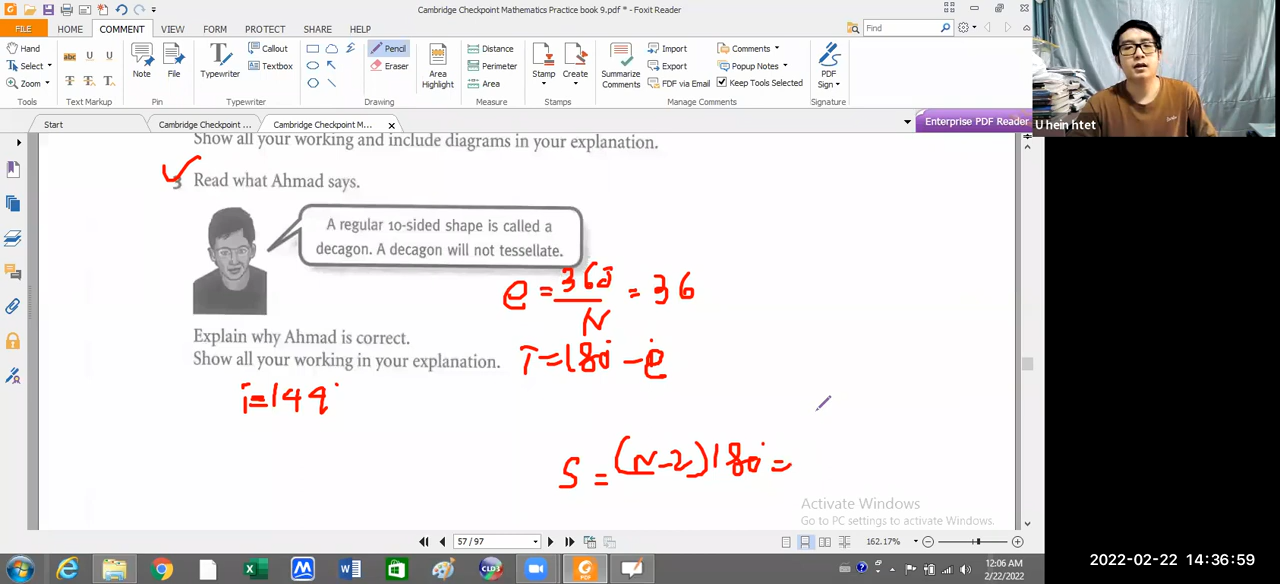 Cambridge Checkpoint Mathematics Practice book 9.pdf * - Foxit Reader
FILE HOME COMMENT VIEW FORM PROTECT SHARE HELP
Find
Hand
Select
Zoom
Tools
Text Markup
Note
File
Pin
Typewriter
Callout
Textbox
Typewriter
Pencil
Eraser
Drawing
Area Highlight
Distance
Perimeter
Area
Measure
Stamp
Create
Stamps
Summarize Comments
Import
Export
FDF via Email
Comments
Popup Notes
Keep Tools Selected
Manage Comments
PDF Sign
Signature
U hein htet
Start
Cambridge Checkpoint ...
Cambridge Checkpoint M...
Enterprise PDF Reader
Show all your working and include diagrams in your explanation.
3 Read what Ahmad says.
A regular 10-sided shape is called a
decagon. A decagon will not tessellate.
e = 360/N = 36
Explain why Ahmad is correct.
Show all your working in your explanation.
i = 180 - e
i = 144°
S = (N-2)180° =
Activate Windows
Go to PC settings to activate Windows.
57 / 97
162.17%
CLD3
12:06 AM
2/22/2022
2022-02-22 14:36:59